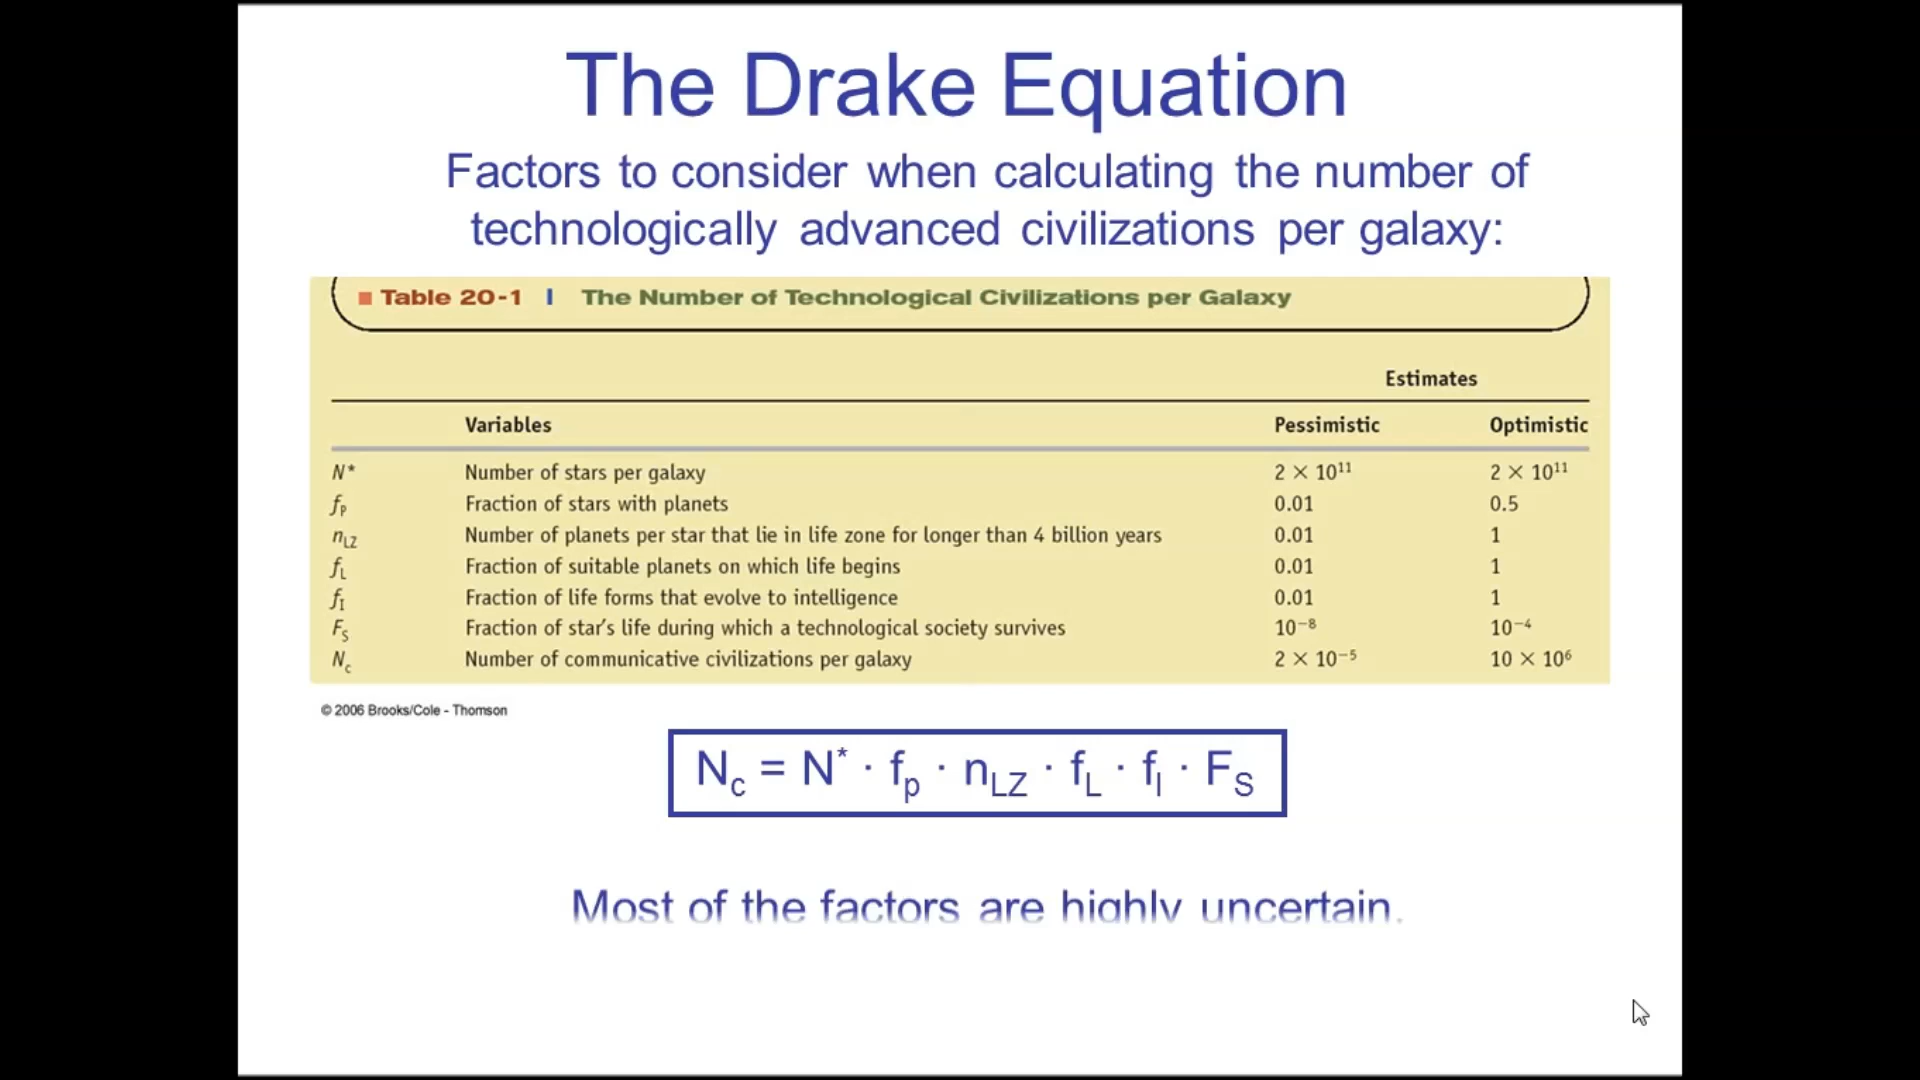 The Drake Equation
Factors to consider when calculating the number of
technologically advanced civilizations per galaxy:
Table 20-1 | The Number of Technological Civilizations per Galaxy
Estimates
Variables Pessimistic Optimistic
N* Number of stars per galaxy 2 × 10¹¹ 2 × 10¹¹
fP Fraction of stars with planets 0.01 0.5
nLZ Number of planets per star that lie in life zone for longer than 4 billion years 0.01 1
fL Fraction of suitable planets on which life begins 0.01 1
fI Fraction of life forms that evolve to intelligence 0.01 1
FS Fraction of star's life during which a technological society survives 10⁻⁸ 10⁻⁴
Nc Number of communicative civilizations per galaxy 2 × 10⁻⁵ 10 × 10⁶
© 2006 Brooks/Cole - Thomson
Nc = N* · fp · nLZ · fL · fI · FS
Most of the factors are highly uncertain.